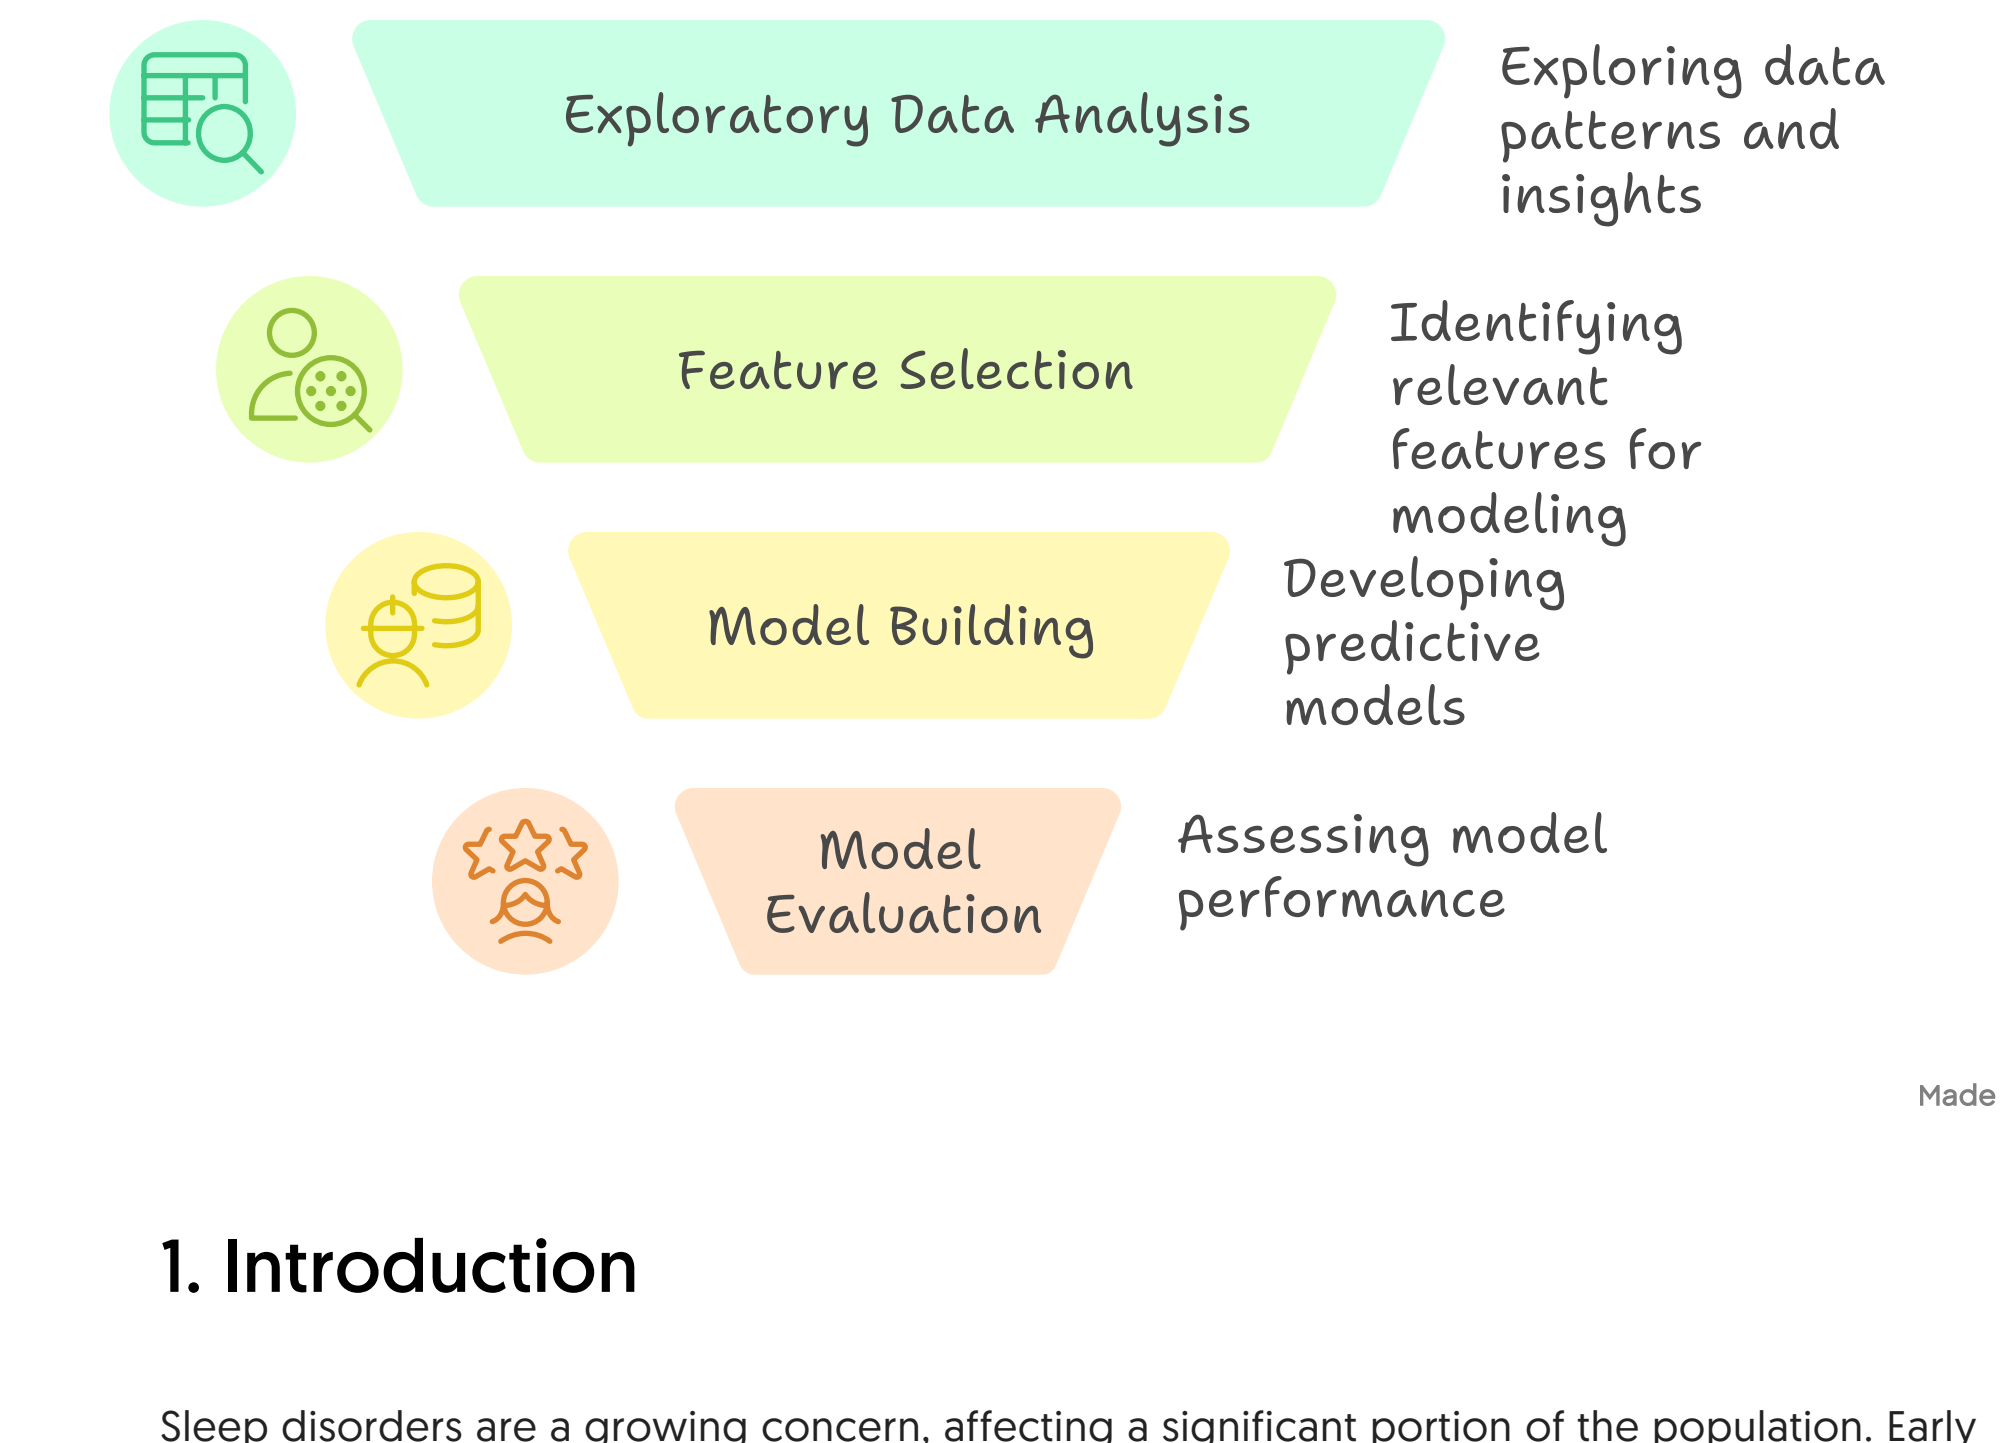 Exploratory Data Analysis
Exploring data
patterns and
insights
Feature Selection
Identifying
relevant
features for
modeling
Model Building
Developing
predictive
models
Model
Evaluation
Assessing model
performance
Made
1. Introduction
Sleep disorders are a growing concern, affecting a significant portion of the population. Early